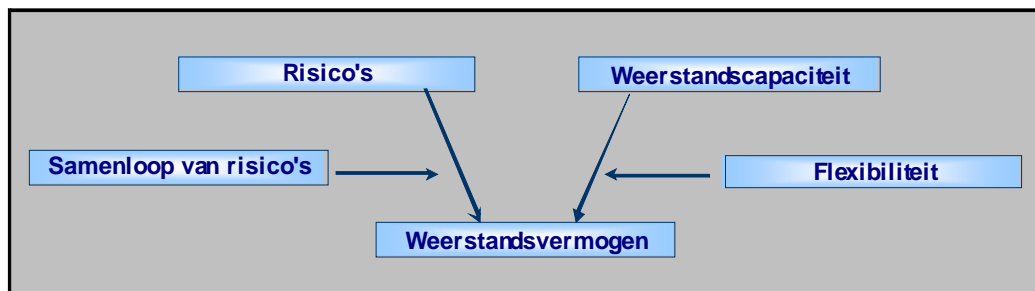 Risico's
Weerstandscapaciteit
Samenloop van risico's
Flexibiliteit
Weerstandsvermogen